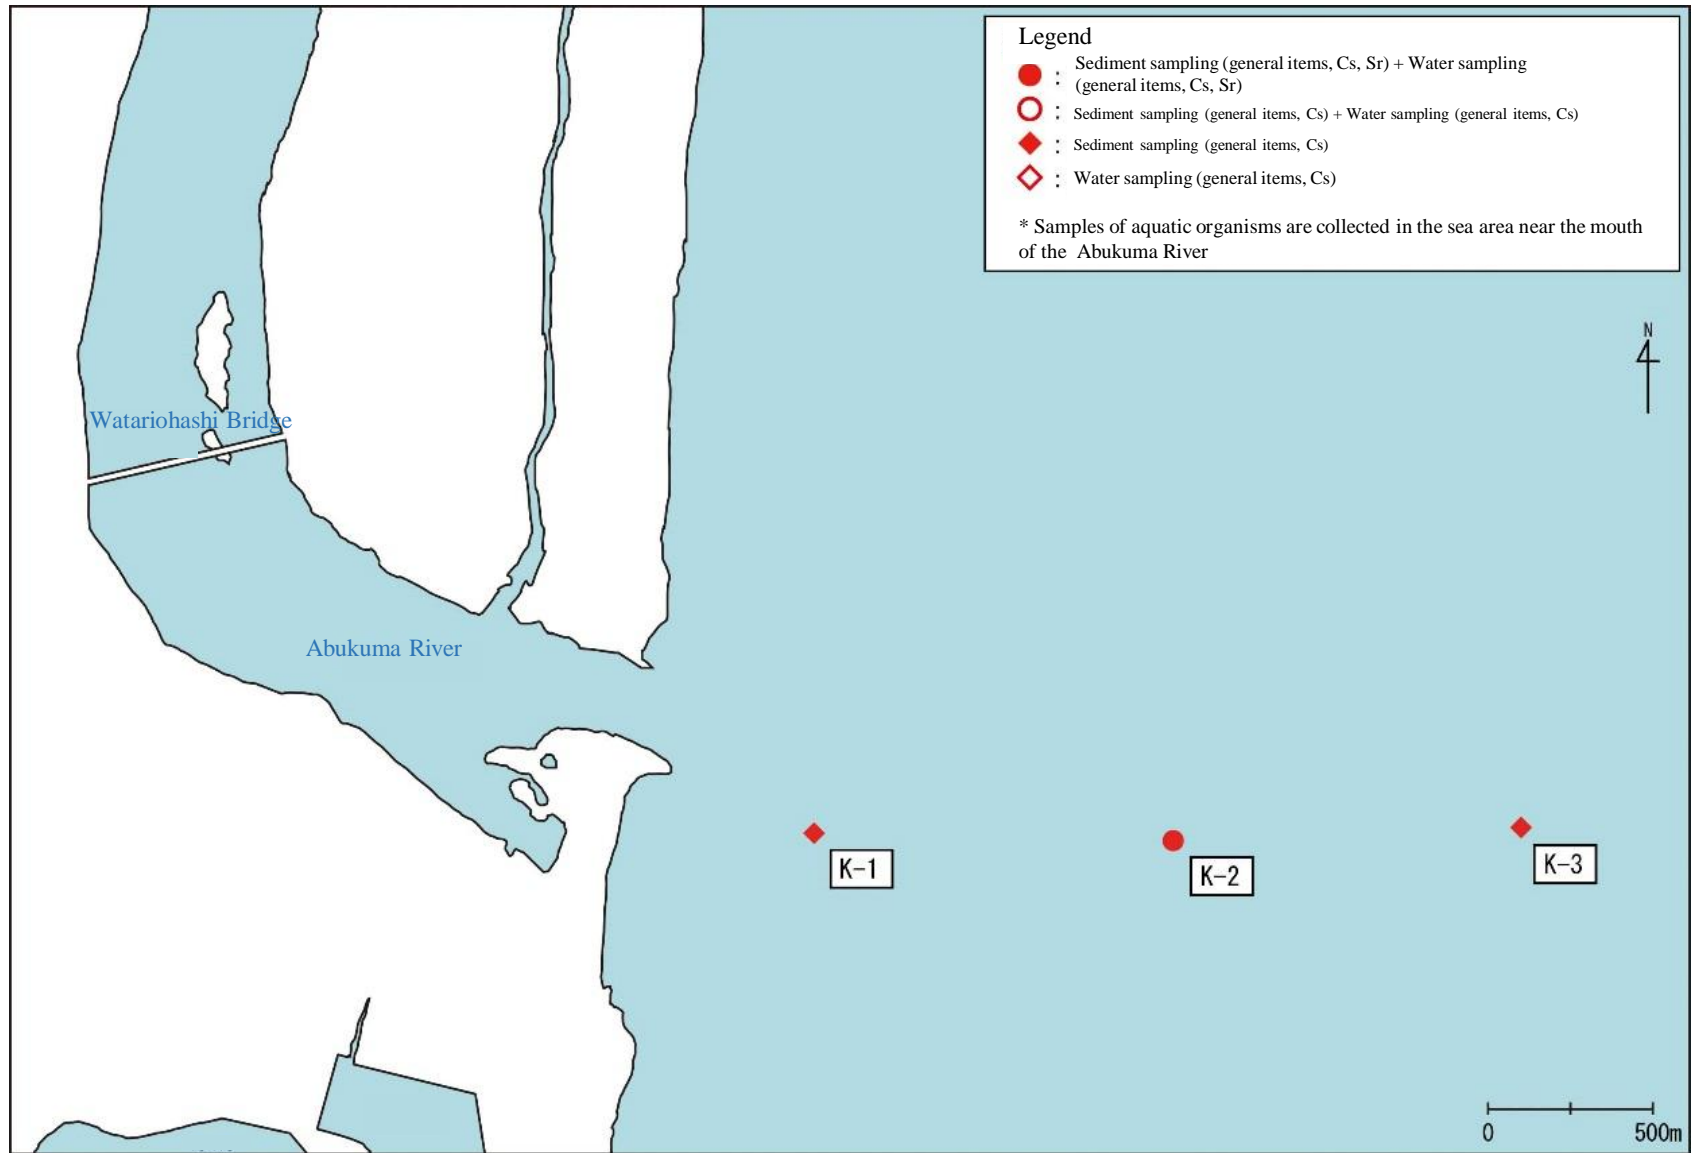 Legend
: Sediment sampling (general items, Cs, Sr) + Water sampling
(general items, Cs, Sr)
: Sediment sampling (general items, Cs) + Water sampling (general items, Cs)
: Sediment sampling (general items, Cs)
: Water sampling (general items, Cs)
* Samples of aquatic organisms are collected in the sea area near the mouth
of the Abukuma River
N
Watariohashi Bridge
Abukuma River
K-1
K-2
K-3
0 500m